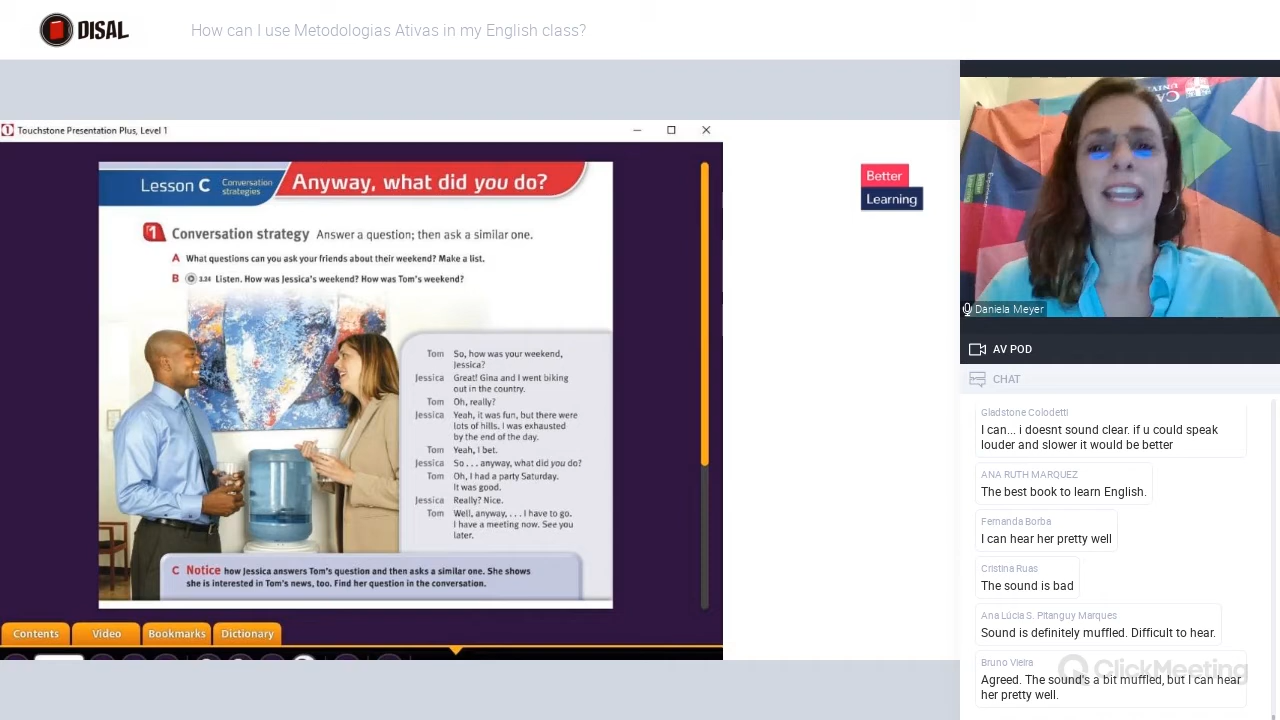 DISAL
How can I use Metodologias Ativas in my English class?
Touchstone Presentation Plus, Level 1
Lesson C
Conversation
strategies
Anyway, what did you do?
1 Conversation strategy Answer a question; then ask a similar one.
A What questions can you ask your friends about their weekend? Make a list.
B 3.24 Listen. How was Jessica's weekend? How was Tom's weekend?
Tom So, how was your weekend,
Jessica?
Jessica Great! Gina and I went biking
out in the country.
Tom Oh, really?
Jessica Yeah, it was fun, but there were
lots of hills. I was exhausted
by the end of the day.
Tom Yeah, I bet.
Jessica So . . . anyway, what did you do?
Tom Oh, I had a party Saturday.
It was good.
Jessica Really? Nice.
Tom Well, anyway, . . . I have to go.
I have a meeting now. See you
later.
C Notice how Jessica answers Tom's question and then asks a similar one. She shows
she is interested in Tom's news, too. Find her question in the conversation.
Contents
Video
Bookmarks
Dictionary
Better
Learning
Daniela Meyer
AV POD
CHAT
Gladstone Colodetti
I can... i doesnt sound clear. if u could speak
louder and slower it would be better
ANA RUTH MARQUEZ
The best book to learn English.
Fernanda Borba
I can hear her pretty well
Cristina Ruas
The sound is bad
Ana Lúcia S. Pitanguy Marques
Sound is definitely muffled. Difficult to hear.
Bruno Vieira
Agreed. The sound's a bit muffled, but I can hear
her pretty well.
ClickMeeting